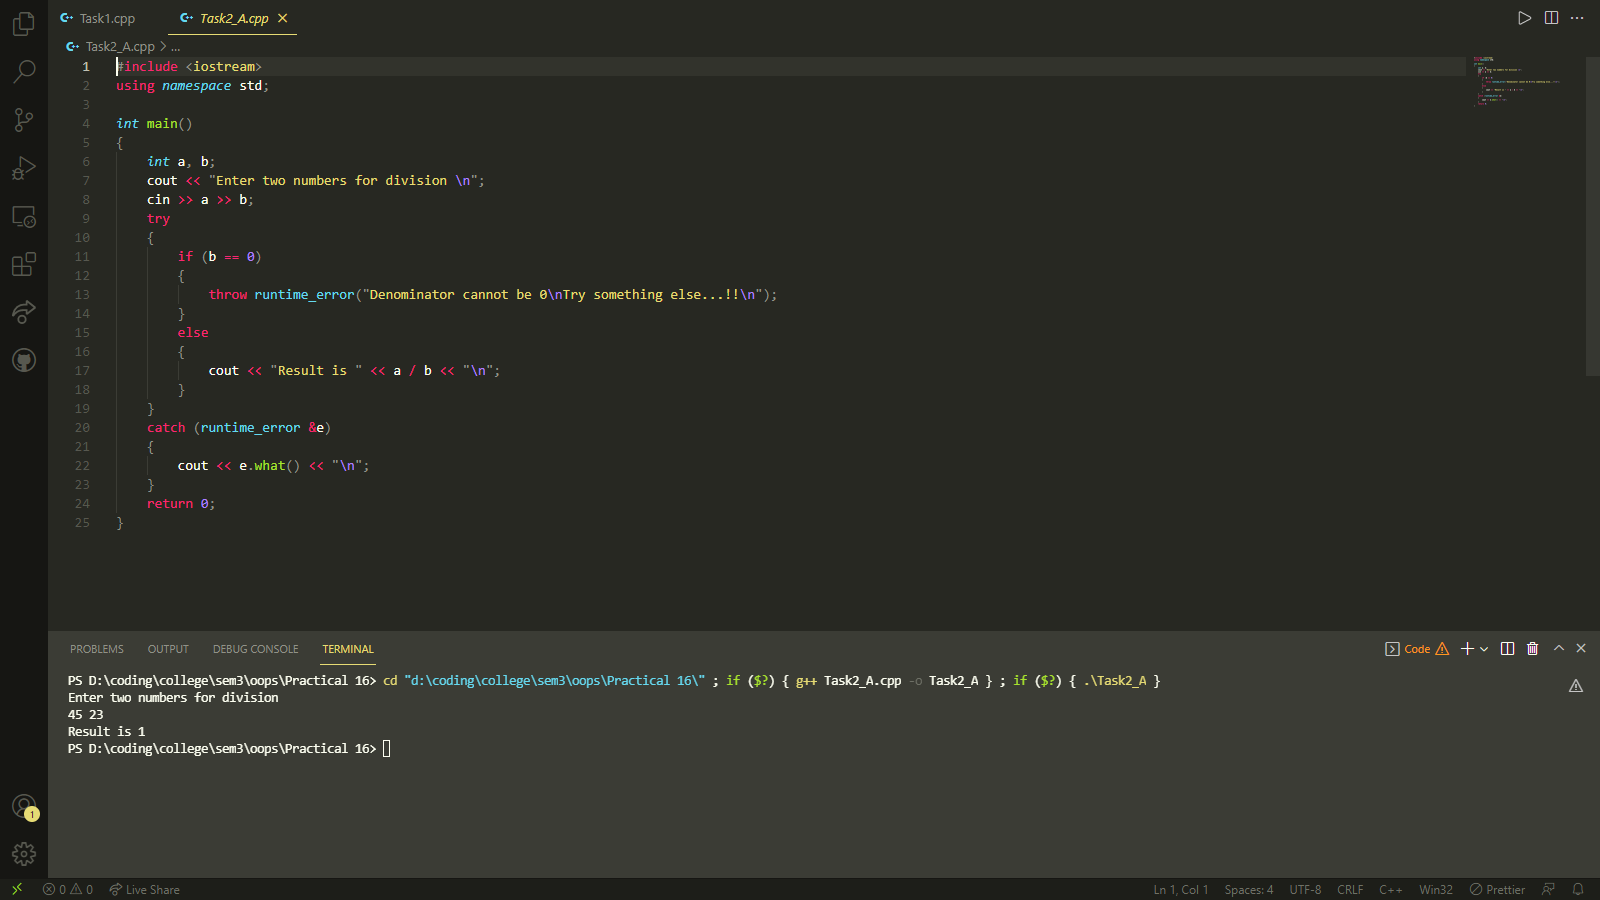 Task1.cpp Task2_A.cpp
Task2_A.cpp > ...
1 #include <iostream>
2 using namespace std;
3
4 int main()
5 {
6     int a, b;
7     cout << "Enter two numbers for division \n";
8     cin >> a >> b;
9     try
10     {
11         if (b == 0)
12         {
13             throw runtime_error("Denominator cannot be 0\nTry something else...!!\n");
14         }
15         else
16         {
17             cout << "Result is " << a / b << "\n";
18         }
19     }
20     catch (runtime_error &e)
21     {
22         cout << e.what() << "\n";
23     }
24     return 0;
25 }
PROBLEMS OUTPUT DEBUG CONSOLE TERMINAL Code
PS D:\coding\college\sem3\oops\Practical 16> cd "d:\coding\college\sem3\oops\Practical 16\" ; if ($?) { g++ Task2_A.cpp -o Task2_A } ; if ($?) { .\Task2_A }
Enter two numbers for division
45 23
Result is 1
PS D:\coding\college\sem3\oops\Practical 16>
1
0 0 Live Share Ln 1, Col 1 Spaces: 4 UTF-8 CRLF C++ Win32 Prettier